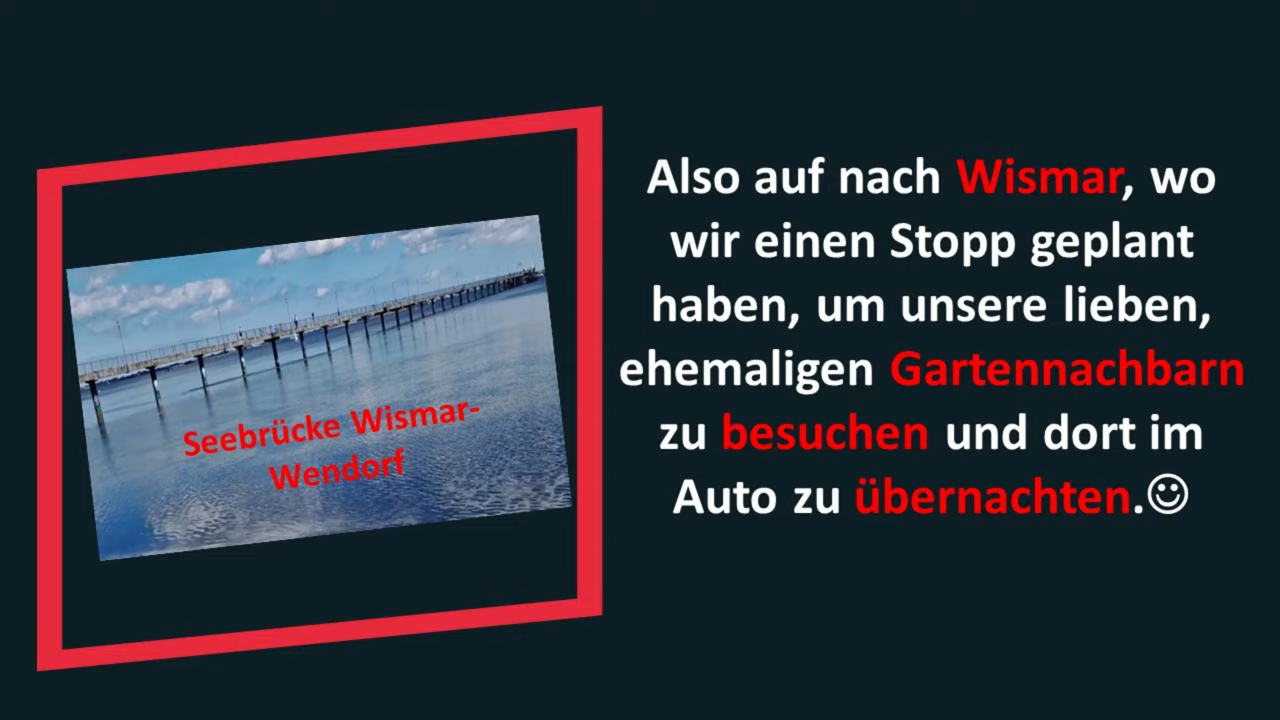 Also auf nach Wismar, wo
wir einen Stopp geplant
haben, um unsere lieben,
ehemaligen Gartennachbarn
zu besuchen und dort im
Auto zu übernachten.☺
Seebrücke Wismar-
Wendorf